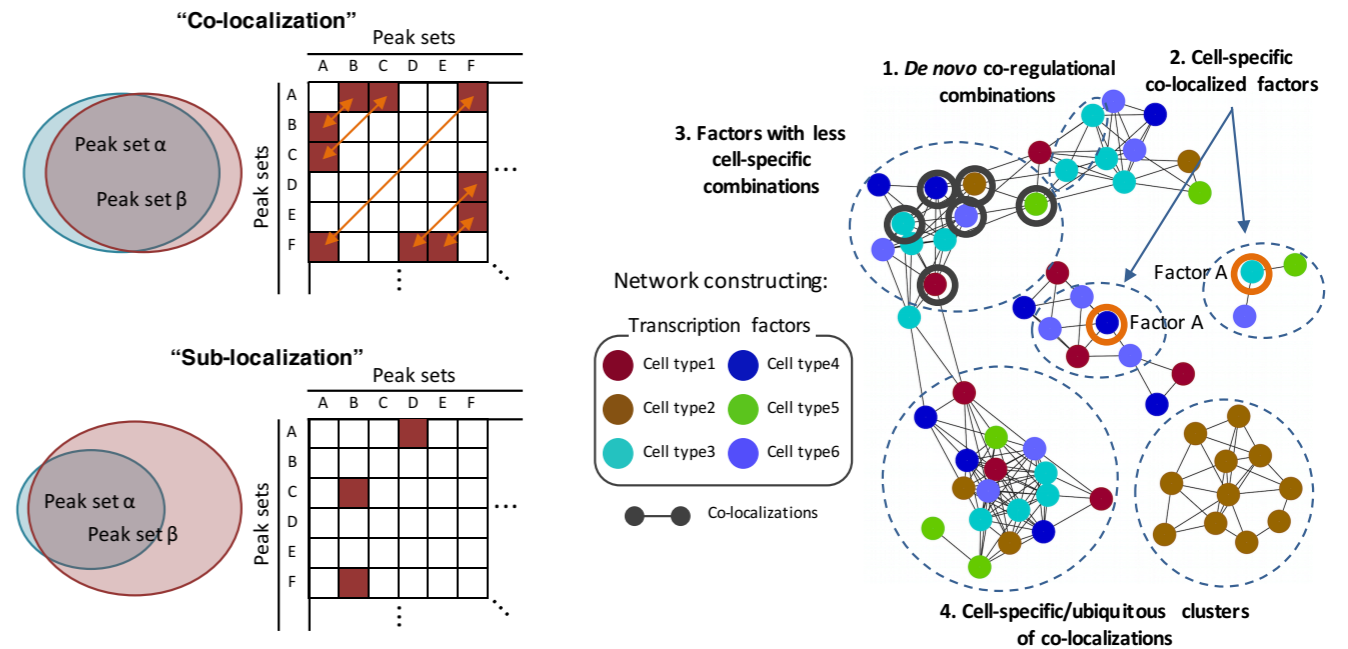 “Co-localization”
Peak sets
A B C D E F
Peak sets
A
B
C
D
E
F
...
...
...
Peak set α
Peak set β
“Sub-localization”
Peak sets
A B C D E F
Peak sets
A
B
C
D
E
F
...
...
...
Peak set α
Peak set β
1. De novo co-regulational
combinations
2. Cell-specific
co-localized factors
3. Factors with less
cell-specific
combinations
Factor A
Factor A
Network constructing:
Transcription factors
Cell type1
Cell type4
Cell type2
Cell type5
Cell type3
Cell type6
Co-localizations
4. Cell-specific/ubiquitous clusters
of co-localizations